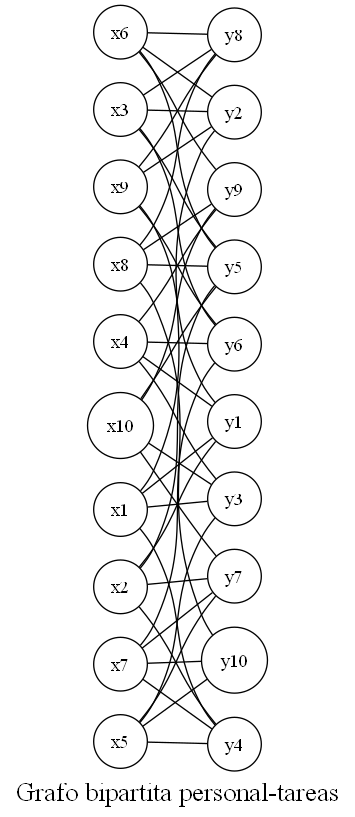 x6 y8
x3 y2
x9 y9
x8 y5
x4 y6
x10 y1
x1 y3
x2 y7
x7 y10
x5 y4
Grafo bipartita personal-tareas